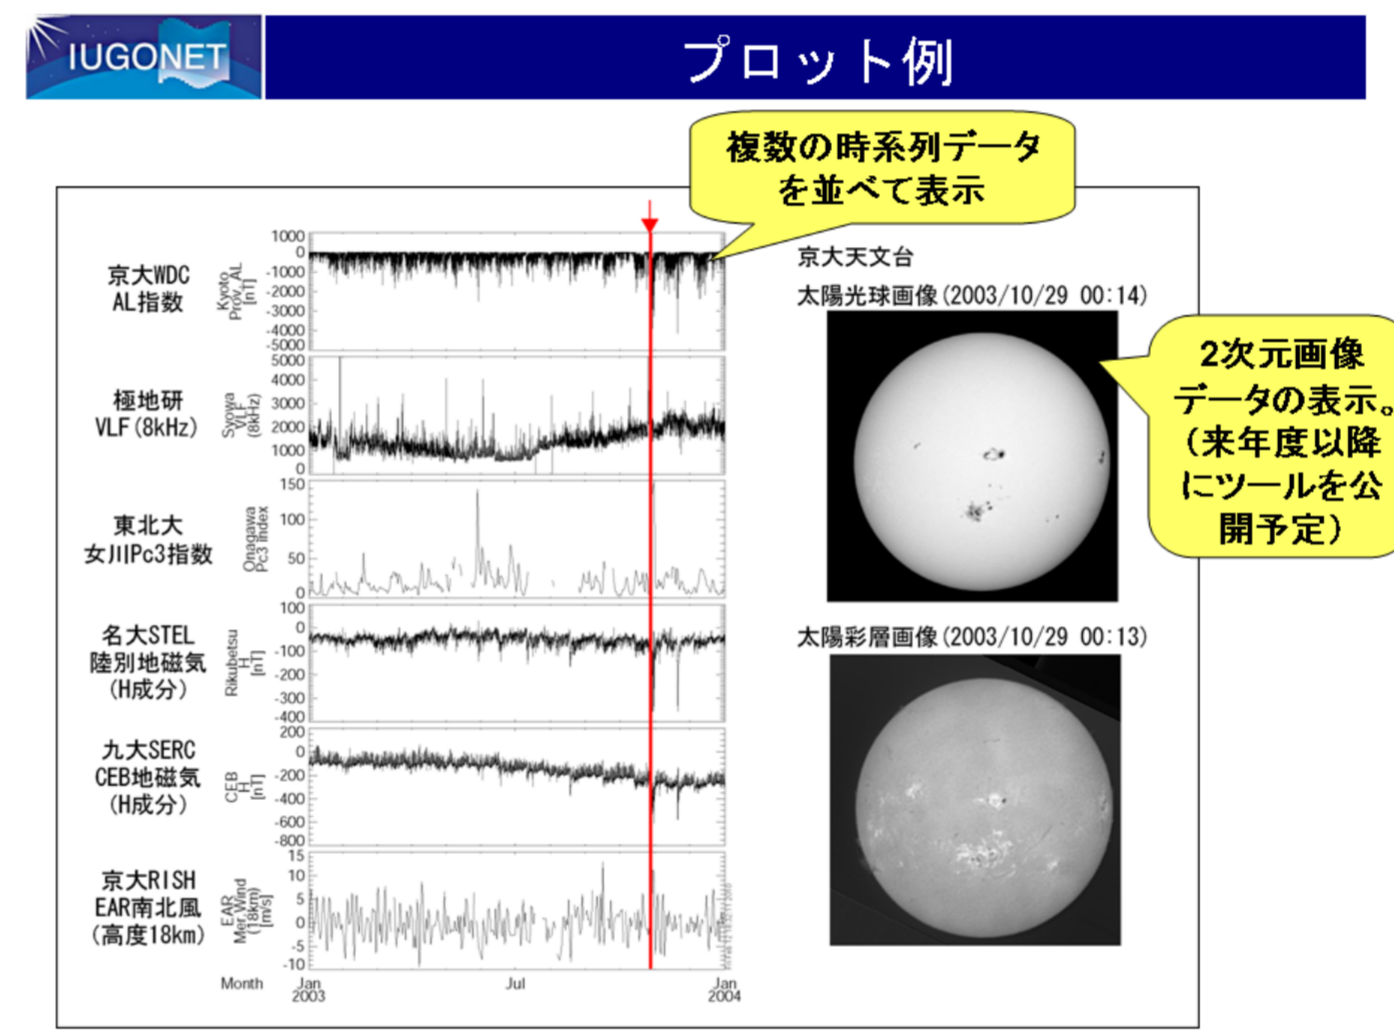 IUGONET
プロット例
複数の時系列データ
を並べて表示
京大WDC
AL指数
Kyoto
Prov. AL
[nT]
1000
0
-1000
-2000
-3000
-4000
-5000
極地研
VLF(8kHz)
Syowa
VLF
(8kHz)
5000
4000
3000
2000
1000
0
東北大
女川Pc3指数
Onagawa
Pc3 index
150
100
50
0
名大STEL
陸別地磁気
(H成分)
Rikubetsu
H
[nT]
100
0
-100
-200
-300
-400
九大SERC
CEB地磁気
(H成分)
CEB
H
[nT]
200
0
-200
-400
-600
-800
京大RISH
EAR南北風
(高度18km)
EAR
Mer. Wind
(18km)
[m/s]
15
10
5
0
-5
-10
Month
Jan
2003
Jul
Jan
2004
京大天文台
太陽光球画像(2003/10/29 00:14)
2次元画像
データの表示。
(来年度以降
にツールを公
開予定)
太陽彩層画像(2003/10/29 00:13)